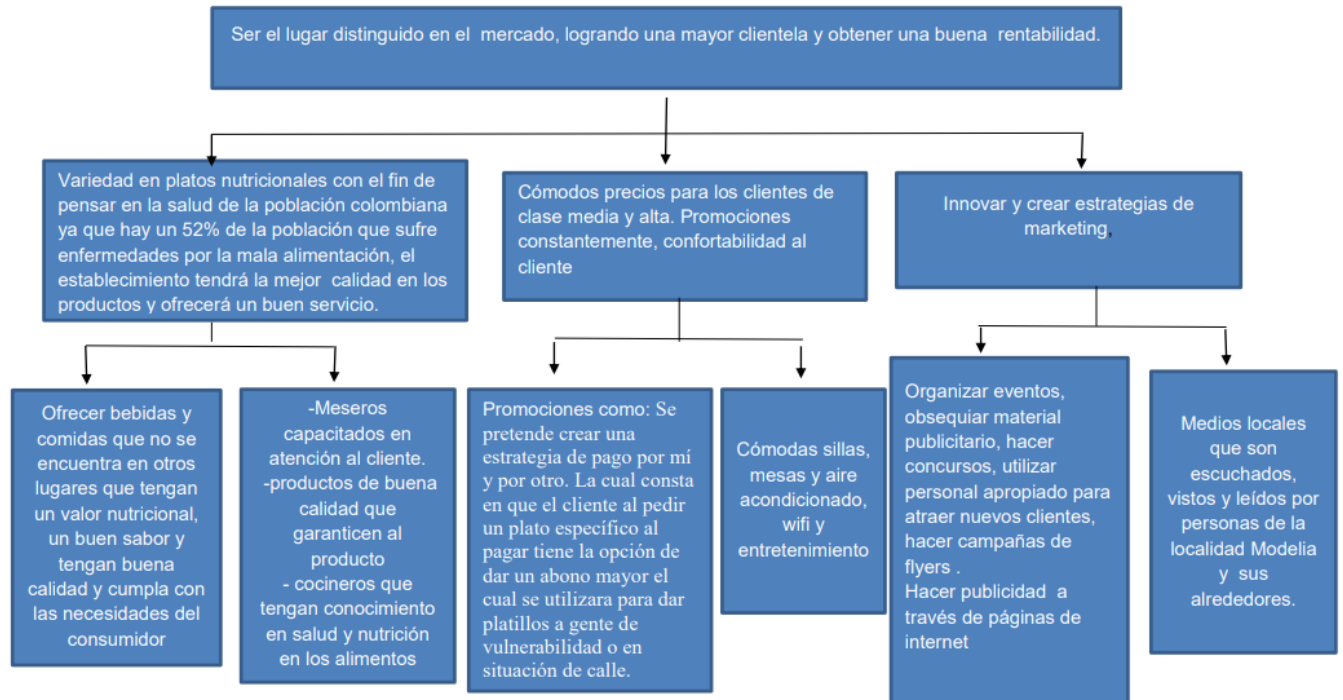 Ser el lugar distinguido en el mercado, logrando una mayor clientela y obtener una buena rentabilidad.
Variedad en platos nutricionales con el fin de
pensar en la salud de la población colombiana
ya que hay un 52% de la población que sufre
enfermedades por la mala alimentación, el
establecimiento tendrá la mejor calidad en los
productos y ofrecerá un buen servicio.
Cómodos precios para los clientes de
clase media y alta. Promociones
constantemente, confortabilidad al
cliente
Innovar y crear estrategias de
marketing,
Ofrecer bebidas y
comidas que no se
encuentra en otros
lugares que tengan
un valor nutricional,
un buen sabor y
tengan buena
calidad y cumpla con
las necesidades del
consumidor
-Meseros
capacitados en
atención al cliente.
-productos de buena
calidad que
garanticen al
producto
- cocineros que
tengan conocimiento
en salud y nutrición
en los alimentos
Promociones como: Se
pretende crear una
estrategia de pago por mí
y por otro. La cual consta
en que el cliente al pedir
un plato específico al
pagar tiene la opción de
dar un abono mayor el
cual se utilizara para dar
platillos a gente de
vulnerabilidad o en
situación de calle.
Cómodas sillas,
mesas y aire
acondicionado,
wifi y
entretenimiento
Organizar eventos,
obsequiar material
publicitario, hacer
concursos, utilizar
personal apropiado para
atraer nuevos clientes,
hacer campañas de
flyers .
Hacer publicidad a
través de páginas de
internet
Medios locales
que son
escuchados,
vistos y leídos por
personas de la
localidad Modelia
y sus
alrededores.